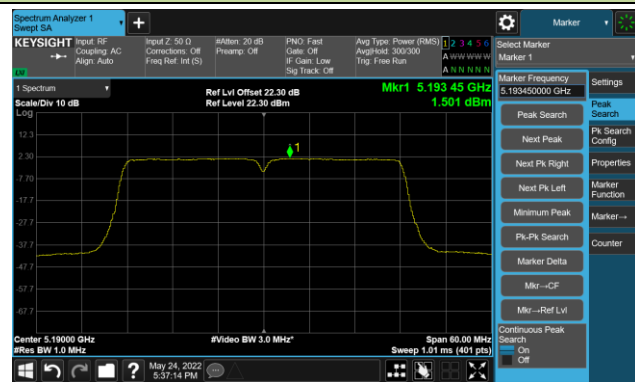 Spectrum Analyzer 1
Swept SA
Marker
KEYSIGHT
Input: RF
Coupling: AC
Align: Auto
Input Z: 50 Ω
Corrections: Off
Freq Ref: Int (S)
#Atten: 20 dB
Preamp: Off
PNO: Fast
Gate: Off
IF Gain: Low
Sig Track: Off
Avg Type: Power (RMS)
Avg|Hold: 300/300
Trig: Free Run
1 2 3 4 5 6
A W W W W W
A N N N N N
Select Marker
Marker 1
LV
1 Spectrum
Scale/Div 10 dB
Log
Ref Lvl Offset 22.30 dB
Ref Level 22.30 dBm
Mkr1 5.193 45 GHz
1.501 dBm
12.3
2.30
-7.70
-17.7
-27.7
-37.7
-47.7
-57.7
-67.7
1
Center 5.19000 GHz
#Res BW 1.0 MHz
#Video BW 3.0 MHz*
Span 60.00 MHz
Sweep 1.01 ms (401 pts)
Marker Frequency
5.193450000 GHz
Peak Search
Next Peak
Next Pk Right
Next Pk Left
Minimum Peak
Pk-Pk Search
Marker Delta
Mkr→CF
Mkr→Ref Lvl
Continuous Peak
Search
On
Off
Settings
Peak
Search
Pk Search
Config
Properties
Marker
Function
Marker→
Counter
?
May 24, 2022
5:37:14 PM